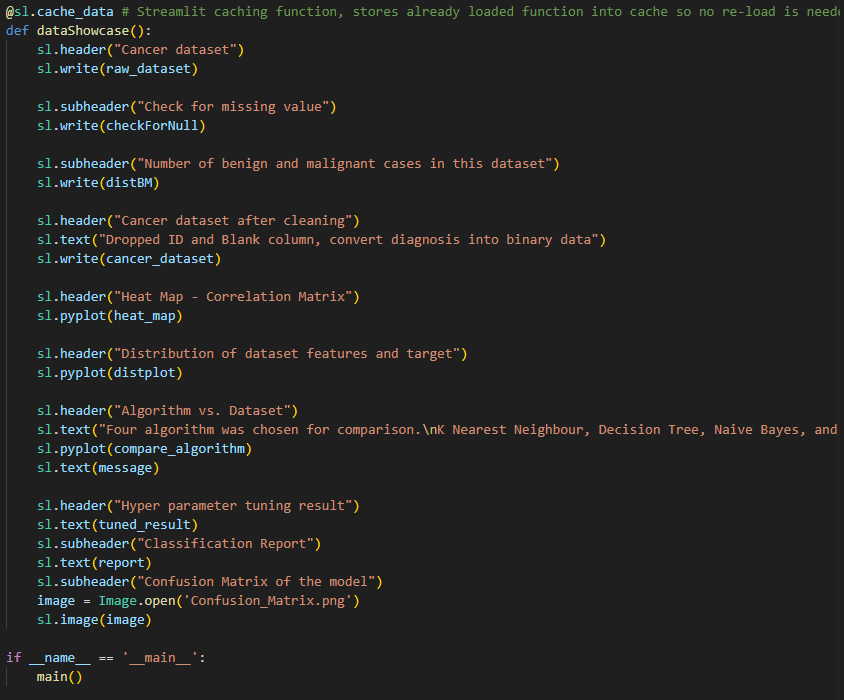 @sl.cache_data # Streamlit caching function, stores already loaded function into cache so no re-load is
def dataShowcase():
    sl.header("Cancer dataset")
    sl.write(raw_dataset)
    sl.subheader("Check for missing value")
    sl.write(checkForNull)
    sl.subheader("Number of benign and malignant cases in this dataset")
    sl.write(distBM)
    sl.header("Cancer dataset after cleaning")
    sl.text("Dropped ID and Blank column, convert diagnosis into binary data")
    sl.write(cancer_dataset)
    sl.header("Heat Map - Correlation Matrix")
    sl.pyplot(heat_map)
    sl.header("Distribution of dataset features and target")
    sl.pyplot(distplot)
    sl.header("Algorithm vs. Dataset")
    sl.text("Four algorithm was chosen for comparison.\nK Nearest Neighbour, Decision Tree, Naive Bayes, and
    sl.pyplot(compare_algorithm)
    sl.text(message)
    sl.header("Hyper parameter tuning result")
    sl.text(tuned_result)
    sl.subheader("Classification Report")
    sl.text(report)
    sl.subheader("Confusion Matrix of the model")
    image = Image.open('Confusion_Matrix.png')
    sl.image(image)
if __name__ == '__main__':
    main()